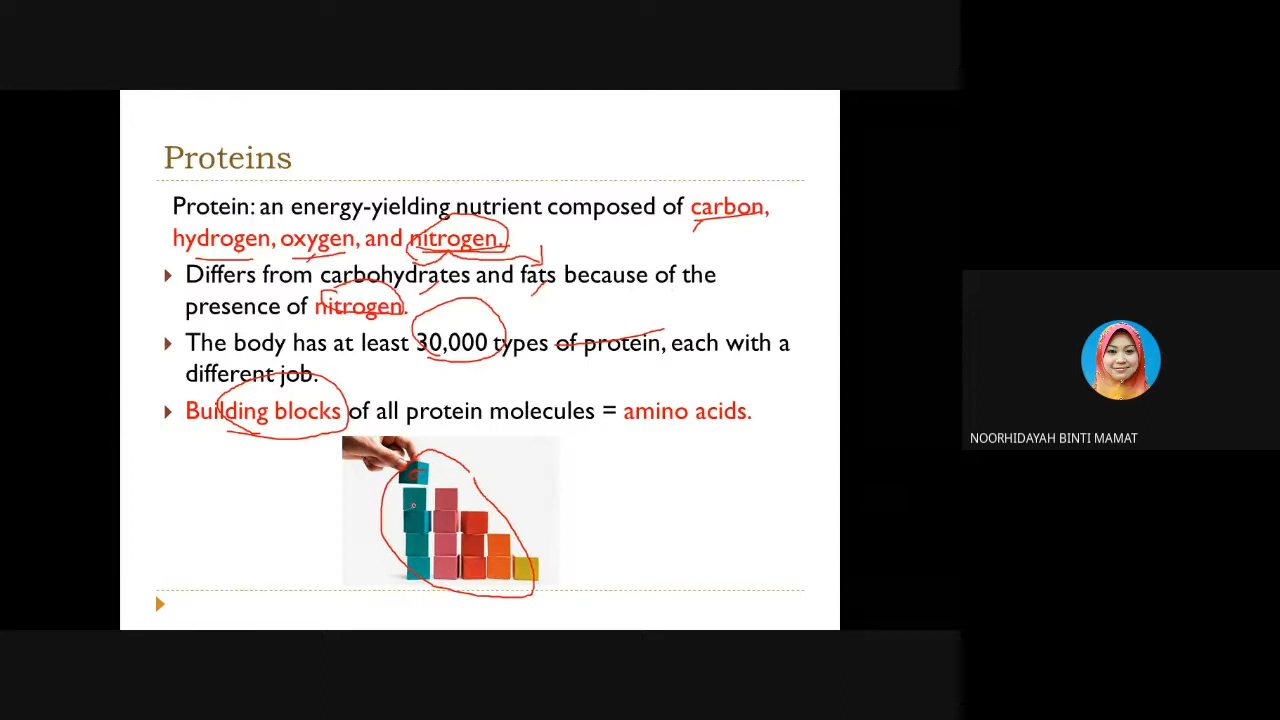 Proteins
Protein: an energy-yielding nutrient composed of carbon,
hydrogen, oxygen, and nitrogen.
Differs from carbohydrates and fats because of the
presence of nitrogen.
The body has at least 30,000 types of protein, each with a
different job.
Building blocks of all protein molecules = amino acids.
NOORHIDAYAH BINTI MAMAT